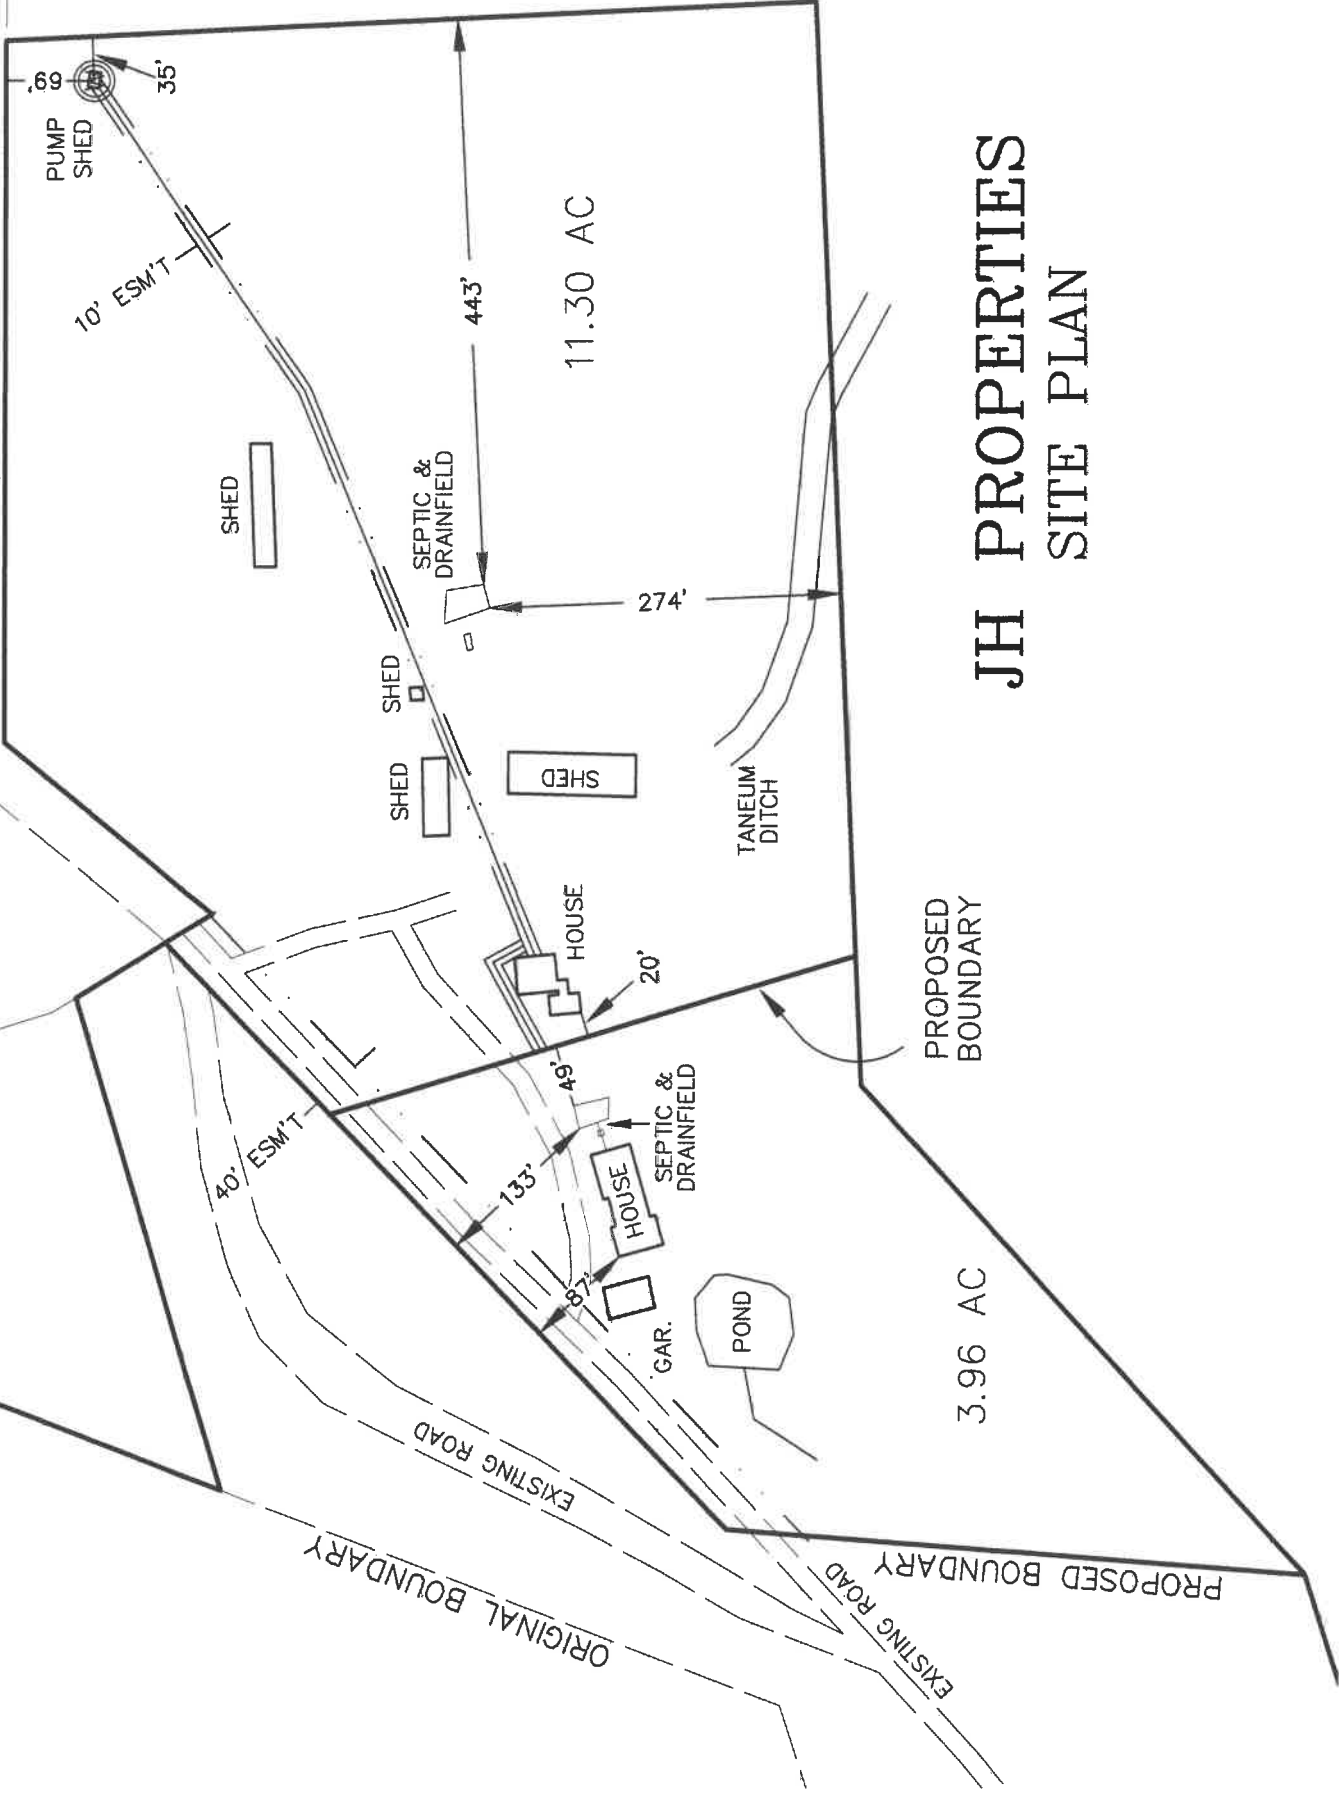 JH PROPERTIES
SITE PLAN
69'
35'
PUMP
SHED
10' ESM'T
443'
11.30 AC
SHED
SEPTIC &
DRAINFIELD
274'
SHED
SHED
SHED
TANEUM
DITCH
HOUSE
20'
PROPOSED
BOUNDARY
40' ESM'T
49'
133'
SEPTIC &
DRAINFIELD
HOUSE
87'
GAR.
POND
3.96 AC
EXISTING ROAD
ORIGINAL BOUNDARY
EXISTING ROAD
PROPOSED BOUNDARY